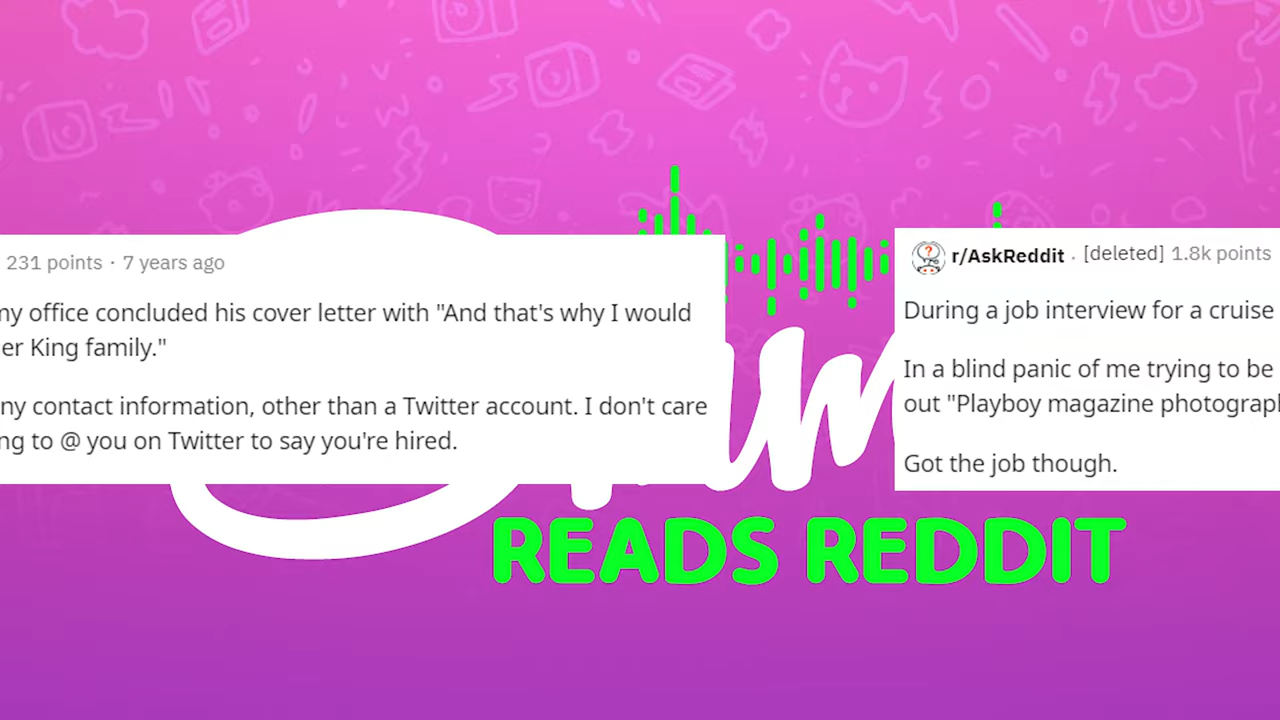 231 points · 7 years ago
my office concluded his cover letter with "And that's why I would
er King family."
ny contact information, other than a Twitter account. I don't care
ng to @ you on Twitter to say you're hired.
r/AskReddit · [deleted] 1.8k points
During a job interview for a cruise
In a blind panic of me trying to be
out "Playboy magazine photograp
Got the job though.
READS REDDIT